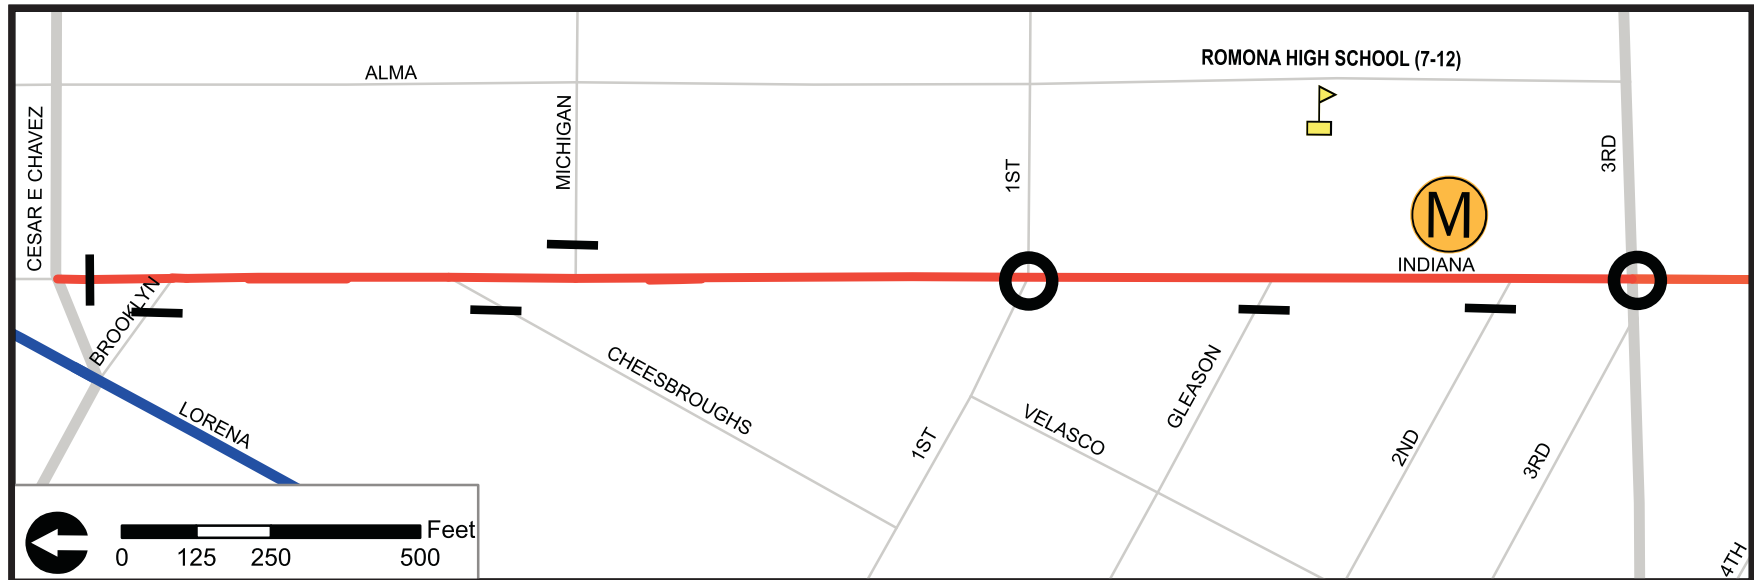 ROMONA HIGH SCHOOL (7-12)
ALMA
CESAR E CHAVEZ
MICHIGAN
1ST
3RD
M
INDIANA
BROOKLYN
LORENA
CHEESBROUGHS
1ST
VELASCO
GLEASON
2ND
3RD
4TH
Feet
0 125 250 500